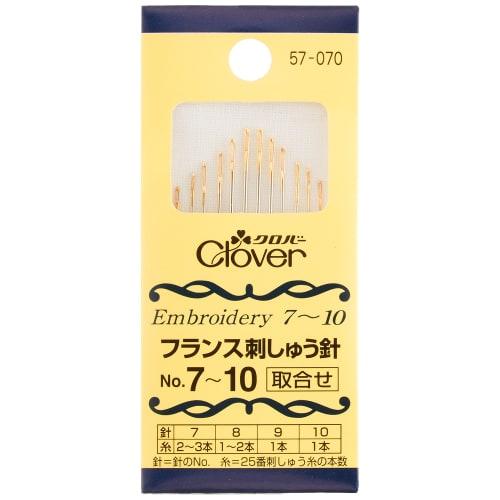 57-070
クロバー
Clover
Embroidery 7～10
フランス刺しゅう針
No.7～10 取合せ
針 7 8 9 10
糸 2～3本 1～2本 1本 1本
針=針のNo. 糸=25番刺しゅう糸の本数